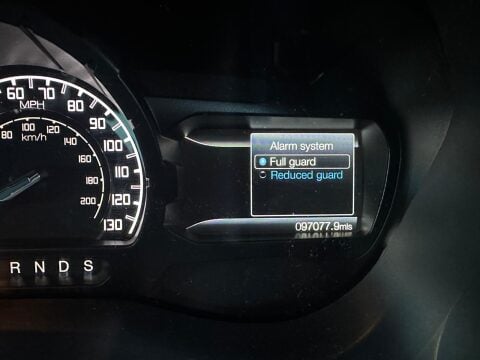 60 70 80 90 100 110 120 130
MPH
80 100 120 140 160 180 200
km/h
Alarm system
Full guard
Reduced guard
097077.9mls
R N D S